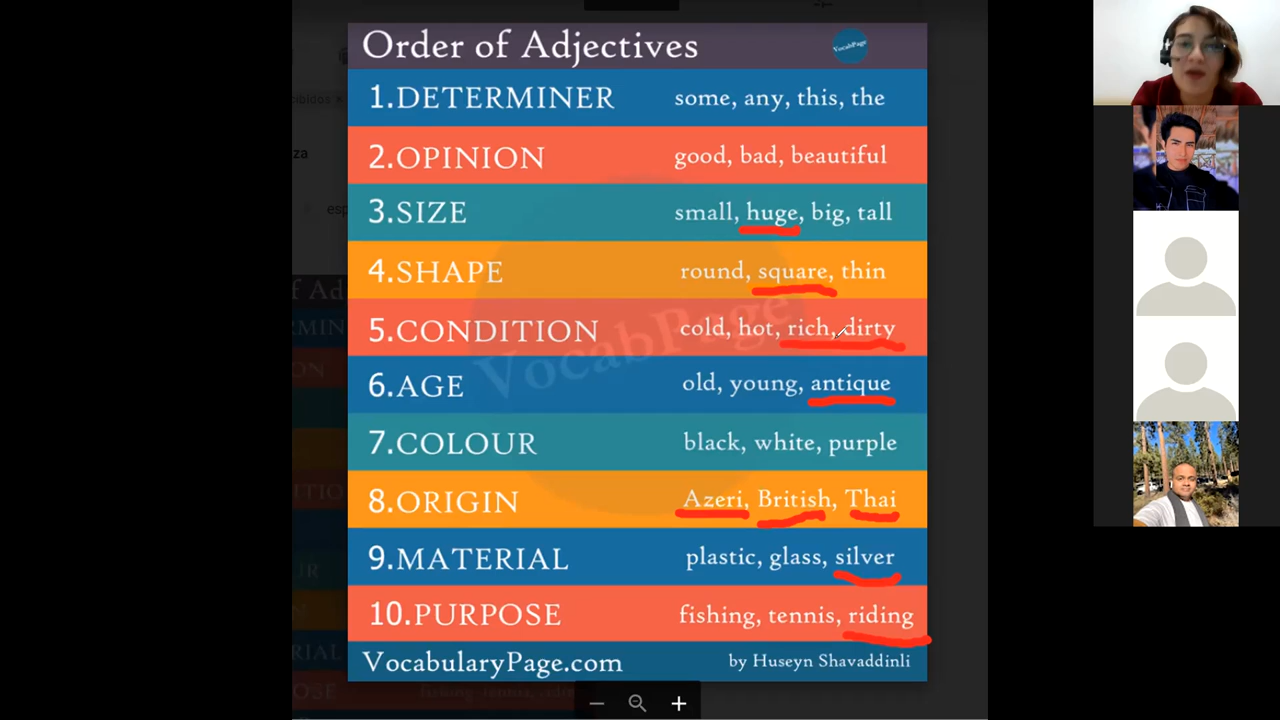 Order of Adjectives
VocabPage
1.DETERMINER some, any, this, the
2.OPINION good, bad, beautiful
3.SIZE small, huge, big, tall
4.SHAPE round, square, thin
5.CONDITION cold, hot, rich, dirty
6.AGE old, young, antique
7.COLOUR black, white, purple
8.ORIGIN Azeri, British, Thai
9.MATERIAL plastic, glass, silver
10.PURPOSE fishing, tennis, riding
VocabularyPage.com by Huseyn Shavaddinli
VocabPage